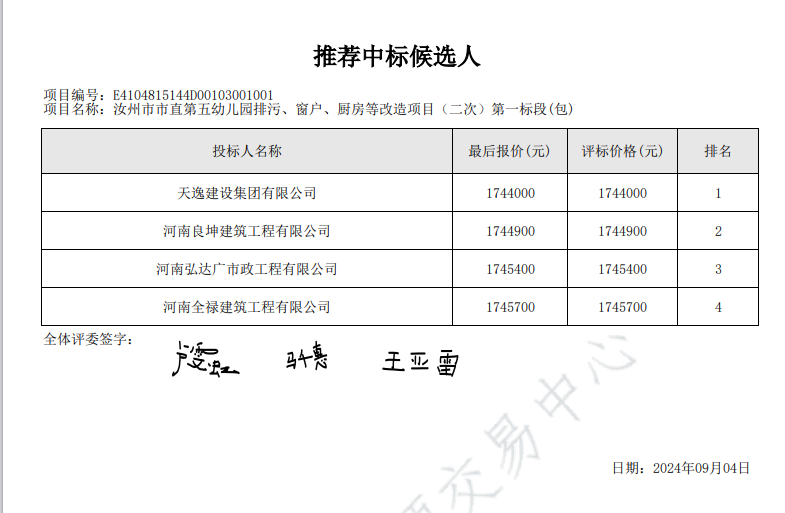 推荐中标候选人
项目编号：E4104815144D00103001001
项目名称：汝州市市直第五幼儿园排污、窗户、厨房等改造项目（二次）第一标段(包)
投标人名称 最后报价(元) 评标价格(元) 排名
天逸建设集团有限公司 1744000 1744000 1
河南良坤建筑工程有限公司 1744900 1744900 2
河南弘达广市政工程有限公司 1745400 1745400 3
河南全禄建筑工程有限公司 1745700 1745700 4
全体评委签字：
王亚雷
交易中心
日期：2024年09月04日